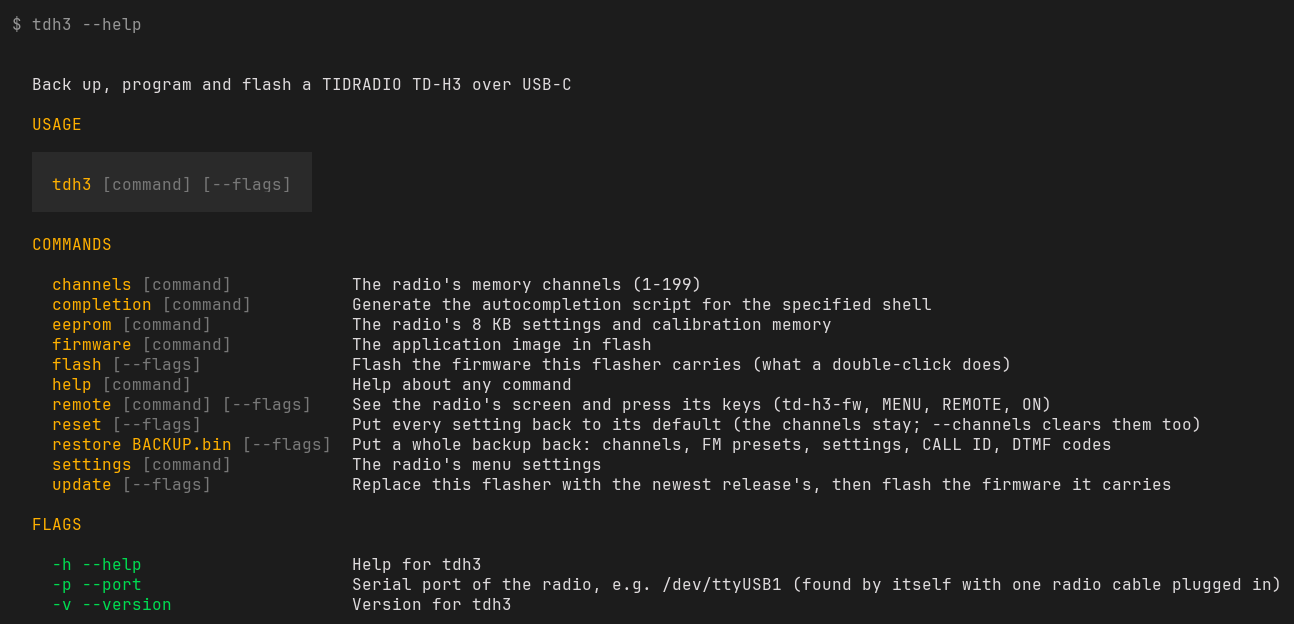 $ tdh3 --help
Back up, program and flash a TIDRADIO TD-H3 over USB-C
USAGE
tdh3 [command] [--flags]
COMMANDS
channels [command] The radio's memory channels (1-199)
completion [command] Generate the autocompletion script for the specified shell
eeprom [command] The radio's 8 KB settings and calibration memory
firmware [command] The application image in flash
flash [--flags] Flash the firmware this flasher carries (what a double-click does)
help [command] Help about any command
remote [command] [--flags] See the radio's screen and press its keys (td-h3-fw, MENU, REMOTE, ON)
reset [--flags] Put every setting back to its default (the channels stay; --channels clears them too)
restore BACKUP.bin [--flags] Put a whole backup back: channels, FM presets, settings, CALL ID, DTMF codes
settings [command] The radio's menu settings
update [--flags] Replace this flasher with the newest release's, then flash the firmware it carries
FLAGS
-h --help Help for tdh3
-p --port Serial port of the radio, e.g. /dev/ttyUSB1 (found by itself with one radio cable plugged in)
-v --version Version for tdh3